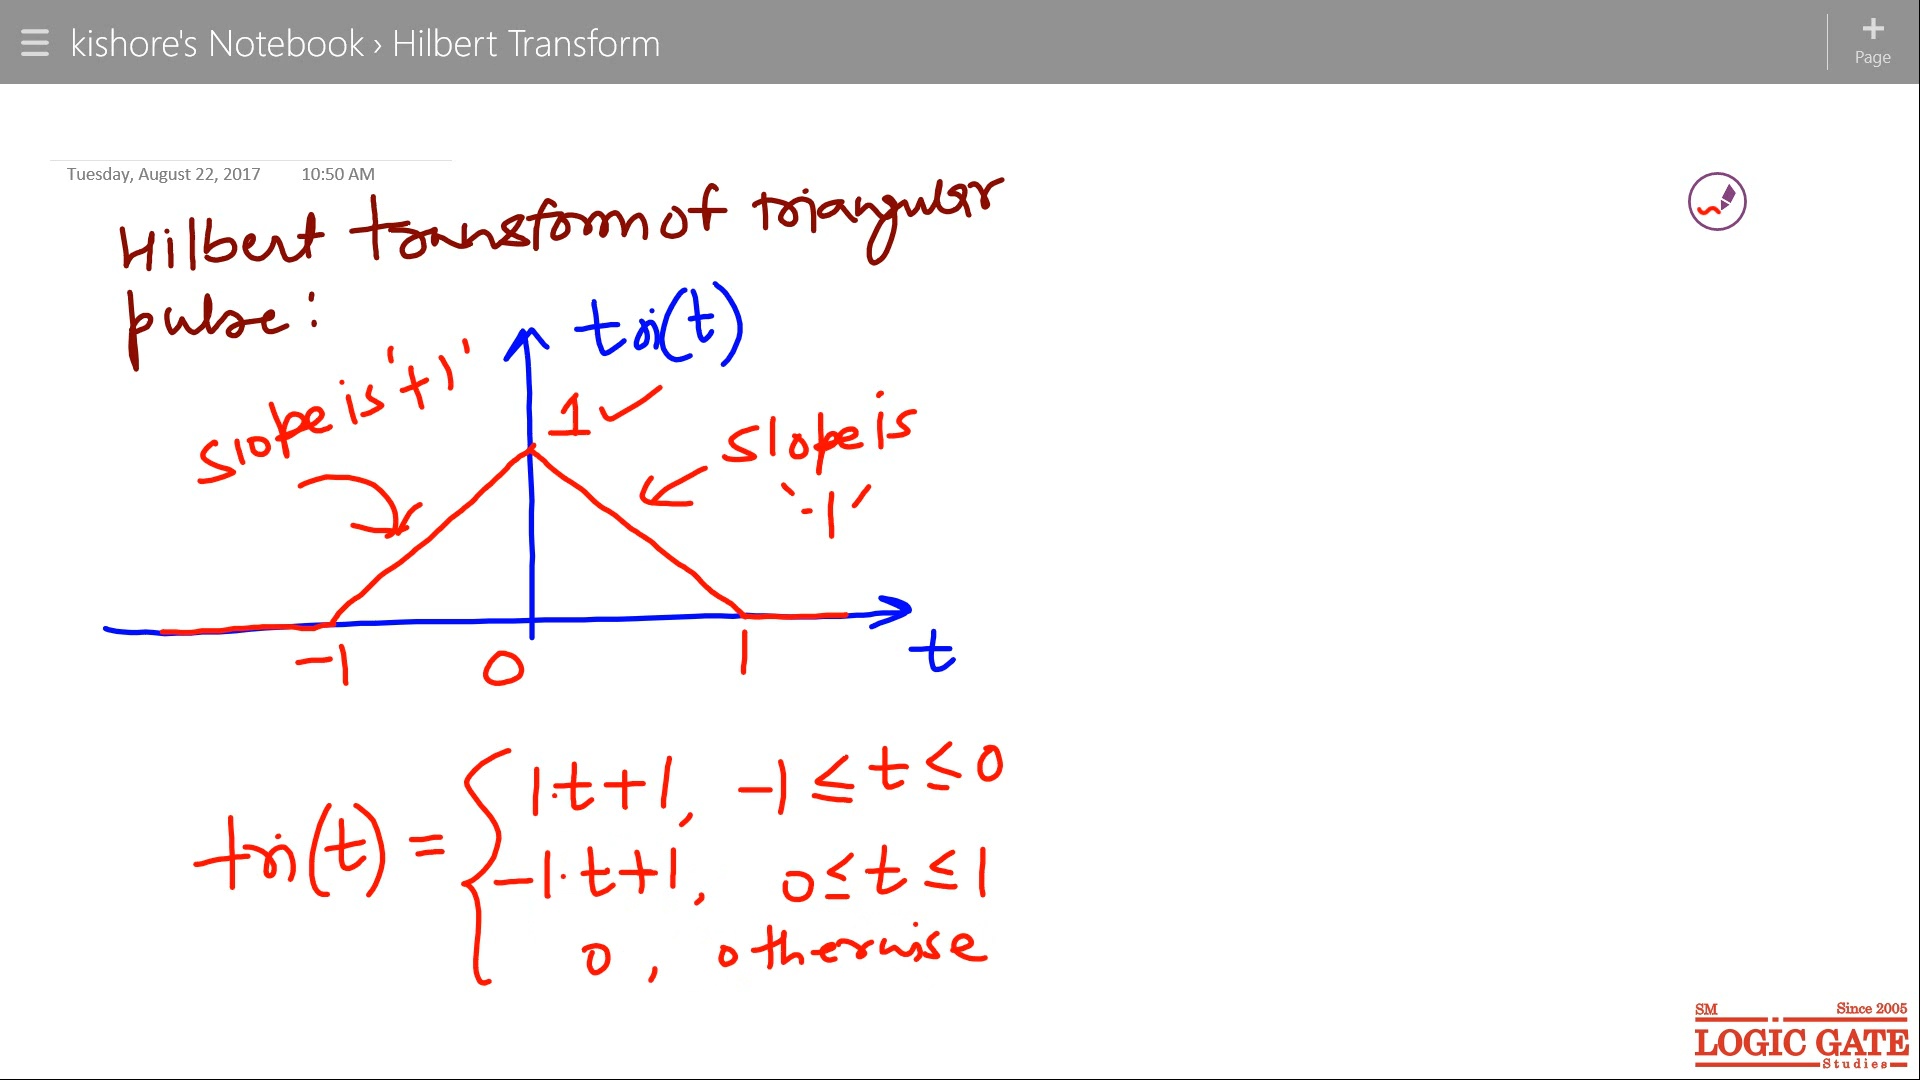 kishore's Notebook › Hilbert Transform
+
Page
Tuesday, August 22, 2017 10:50 AM
Hilbert transform of triangular
pulse:
tri(t)
slope is '+1'
1 ✓
slope is
'-1'
-1 0 1
t
tri(t) = { 1·t+1, -1 ≤ t ≤ 0
-1·t+1, 0 ≤ t ≤ 1
0, otherwise
SM Since 2005
LOGIC GATE
Studies